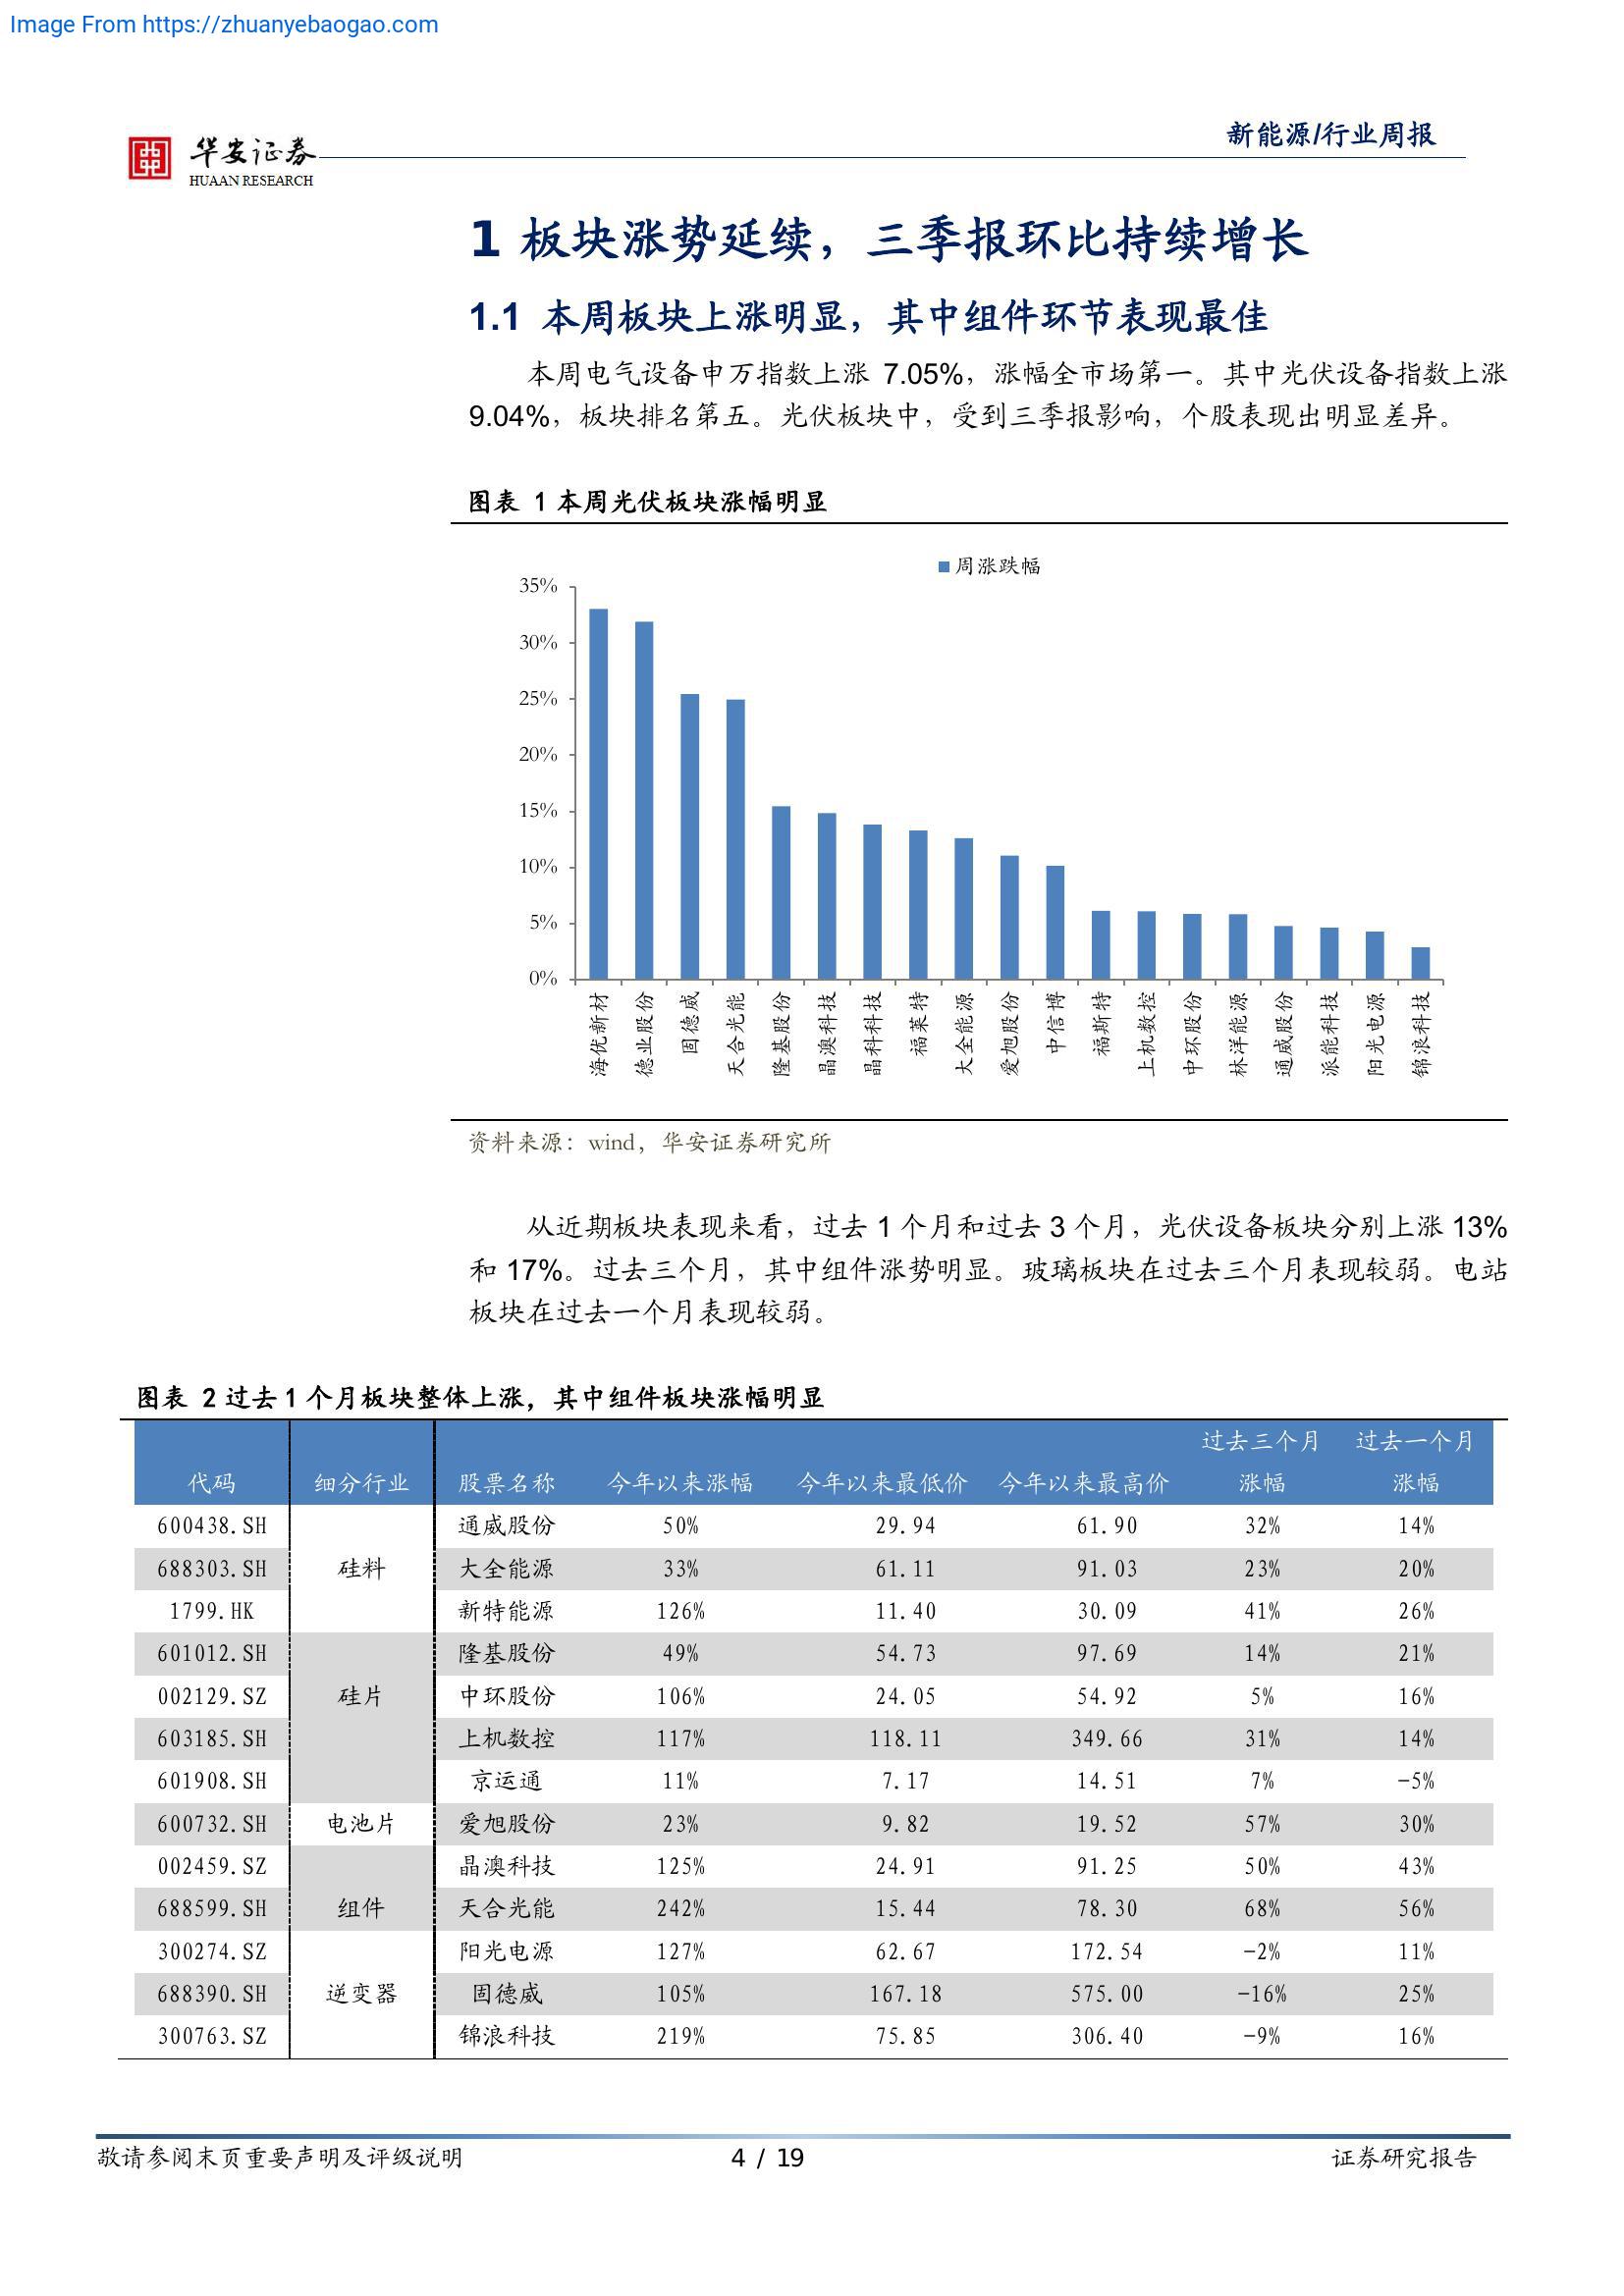 Image From https://zhuanyebaogao.com
华安证券
HUAAN RESEARCH
新能源/行业周报
1 板块涨势延续，三季报环比持续增长
1.1 本周板块上涨明显，其中组件环节表现最佳
本周电气设备申万指数上涨 7.05%，涨幅全市场第一。其中光伏设备指数上涨
9.04%，板块排名第五。光伏板块中，受到三季报影响，个股表现出明显差异。
图表 1 本周光伏板块涨幅明显
周涨跌幅
35%
30%
25%
20%
15%
10%
5%
0%
海优新材
德业股份
固德威
天合光能
隆基股份
晶澳科技
晶科科技
福莱特
大全能源
爱旭股份
中信博
福斯特
上机数控
中环股份
林洋能源
通威股份
派能科技
阳光电源
锦浪科技
资料来源：wind，华安证券研究所
从近期板块表现来看，过去 1 个月和过去 3 个月，光伏设备板块分别上涨 13%
和 17%。过去三个月，其中组件涨势明显。玻璃板块在过去三个月表现较弱。电站
板块在过去一个月表现较弱。
图表 2 过去 1 个月板块整体上涨，其中组件板块涨幅明显
过去三个月 过去一个月
代码 细分行业 股票名称 今年以来涨幅 今年以来最低价 今年以来最高价 涨幅 涨幅
600438.SH 通威股份 50% 29.94 61.90 32% 14%
688303.SH 硅料 大全能源 33% 61.11 91.03 23% 20%
1799.HK 新特能源 126% 11.40 30.09 41% 26%
601012.SH 隆基股份 49% 54.73 97.69 14% 21%
002129.SZ 硅片 中环股份 106% 24.05 54.92 5% 16%
603185.SH 上机数控 117% 118.11 349.66 31% 14%
601908.SH 京运通 11% 7.17 14.51 7% -5%
600732.SH 电池片 爱旭股份 23% 9.82 19.52 57% 30%
002459.SZ 晶澳科技 125% 24.91 91.25 50% 43%
688599.SH 组件 天合光能 242% 15.44 78.30 68% 56%
300274.SZ 阳光电源 127% 62.67 172.54 -2% 11%
688390.SH 逆变器 固德威 105% 167.18 575.00 -16% 25%
300763.SZ 锦浪科技 219% 75.85 306.40 -9% 16%
敬请参阅末页重要声明及评级说明 4 / 19 证券研究报告